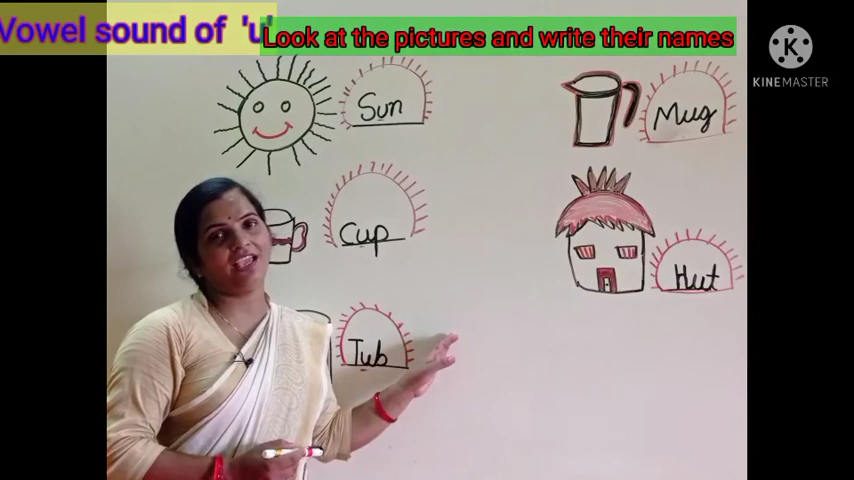 Vowel sound of 'u'
Look at the pictures and write their names
K
KINEMASTER
Sun
Mug
Cup
Hut
Tub